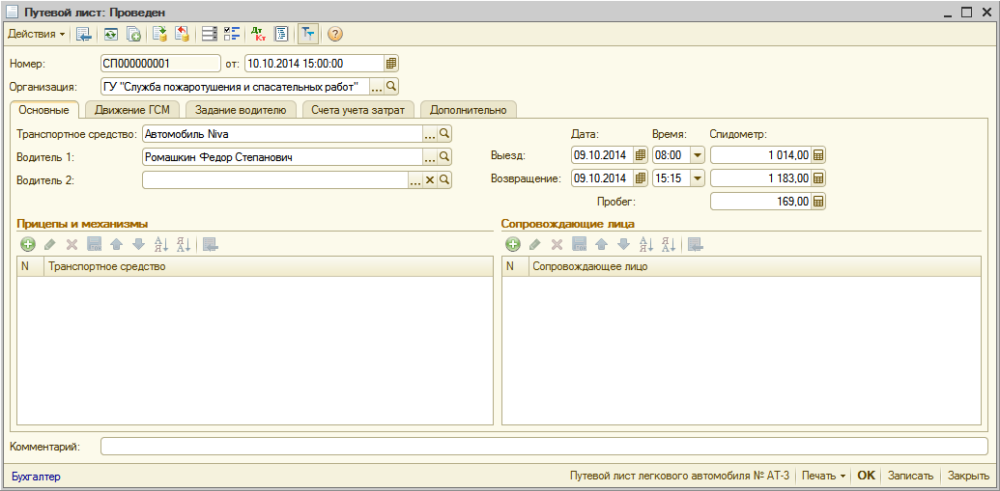 Путевой лист: Проведен
Действия
Дт Кт
Номер: СП000000001 от: 10.10.2014 15:00:00
Организация: ГУ "Служба пожаротушения и спасательных работ"
Основные Движение ГСМ Задание водителю Счета учета затрат Дополнительно
Транспортное средство: Автомобиль Niva
Водитель 1: Ромашкин Федор Степанович
Водитель 2:
Дата: Время: Спидометр:
Выезд: 09.10.2014 08:00 1 014,00
Возвращение: 09.10.2014 15:15 1 183,00
Пробег: 169,00
Прицепы и механизмы
N Транспортное средство
Сопровождающие лица
N Сопровождающее лицо
Комментарий:
Бухгалтер Путевой лист легкового автомобиля № АТ-3 Печать OK Записать Закрыть